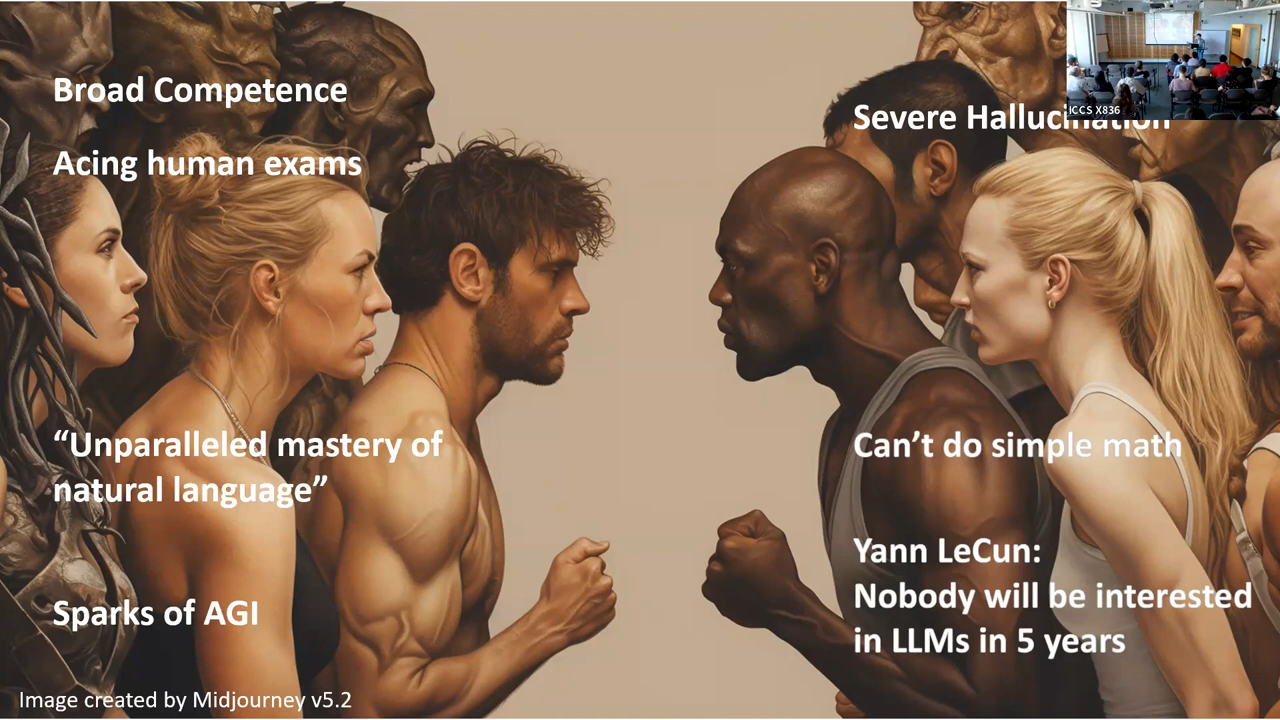 Broad Competence
Acing human exams
“Unparalleled mastery of
natural language”
Sparks of AGI
Image created by Midjourney v5.2
ICCS X836
Severe Hallucination
Can’t do simple math
Yann LeCun:
Nobody will be interested
in LLMs in 5 years